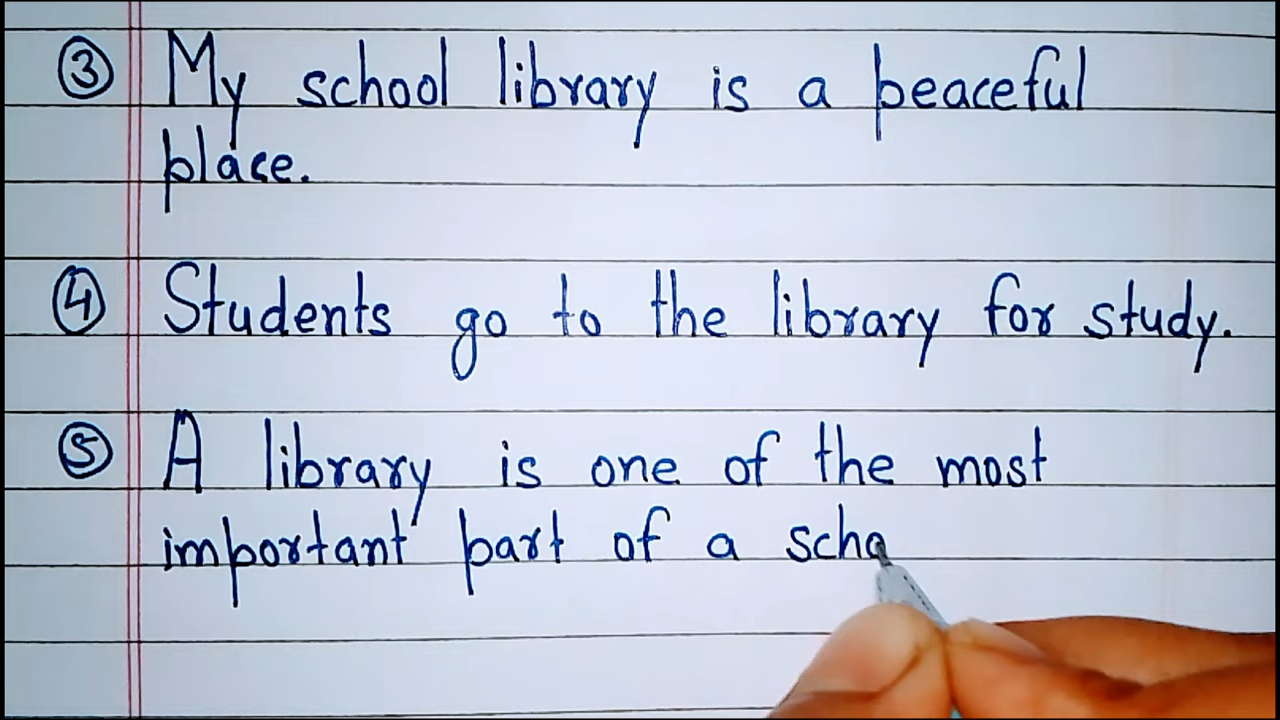 ③ My school library is a peaceful
place.
④ Students go to the library for study.
⑤ A library is one of the most
important part of a scho